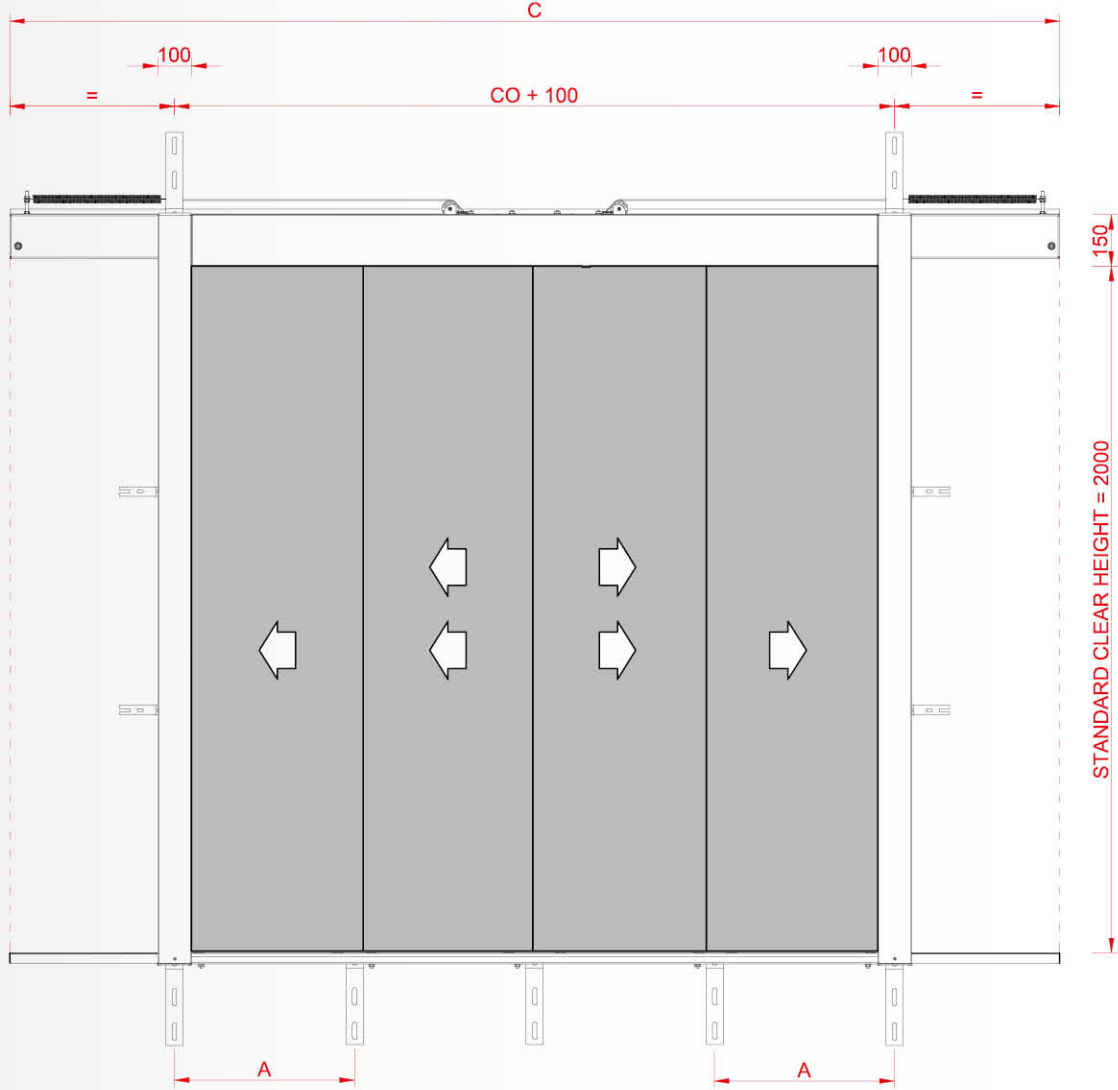 C
100
100
=
CO + 100
=
150
STANDARD CLEAR HEIGHT = 2000
A
A